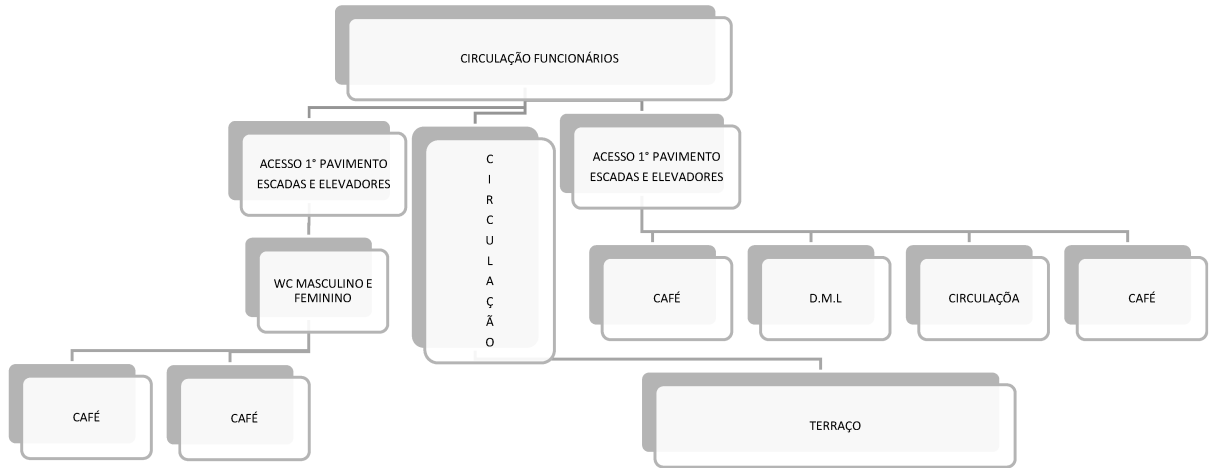 CIRCULAÇÃO FUNCIONÁRIOS
ACESSO 1° PAVIMENTO
ESCADAS E ELEVADORES
C
I
R
C
U
L
A
Ç
Ã
O
ACESSO 1° PAVIMENTO
ESCADAS E ELEVADORES
WC MASCULINO E
FEMININO
CAFÉ
D.M.L
CIRCULAÇÕA
CAFÉ
CAFÉ
CAFÉ
TERRAÇO